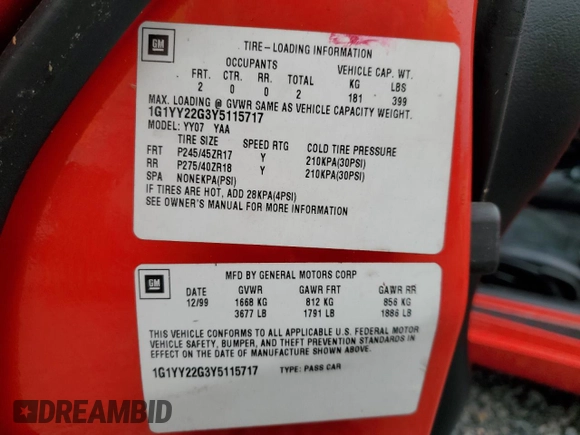 GM
TIRE-LOADING INFORMATION
OCCUPANTS VEHICLE CAP. WT.
FRT. CTR. RR. TOTAL KG LBS
2 0 0 2 181 399
MAX. LOADING @ GVWR SAME AS VEHICLE CAPACITY WEIGHT.
1G1YY22G3Y5115717
MODEL: YY07 YAA
TIRE SIZE SPEED RTG COLD TIRE PRESSURE
FRT P245/45ZR17 Y 210KPA(30PSI)
RR P275/40ZR18 Y 210KPA(30PSI)
SPA NONEKPA(PSI)
IF TIRES ARE HOT, ADD 28KPA(4PSI)
SEE OWNER'S MANUAL FOR MORE INFORMATION
GM
MFD BY GENERAL MOTORS CORP
DATE GVWR GAWR FRT GAWR RR
12/99 1668 KG 812 KG 856 KG
3677 LB 1791 LB 1886 LB
THIS VEHICLE CONFORMS TO ALL APPLICABLE U.S. FEDERAL MOTOR
VEHICLE SAFETY, BUMPER, AND THEFT PREVENTION STANDARDS IN
EFFECT ON THE DATE OF MANUFACTURE SHOWN ABOVE.
1G1YY22G3Y5115717 TYPE: PASS CAR
DREAMBID